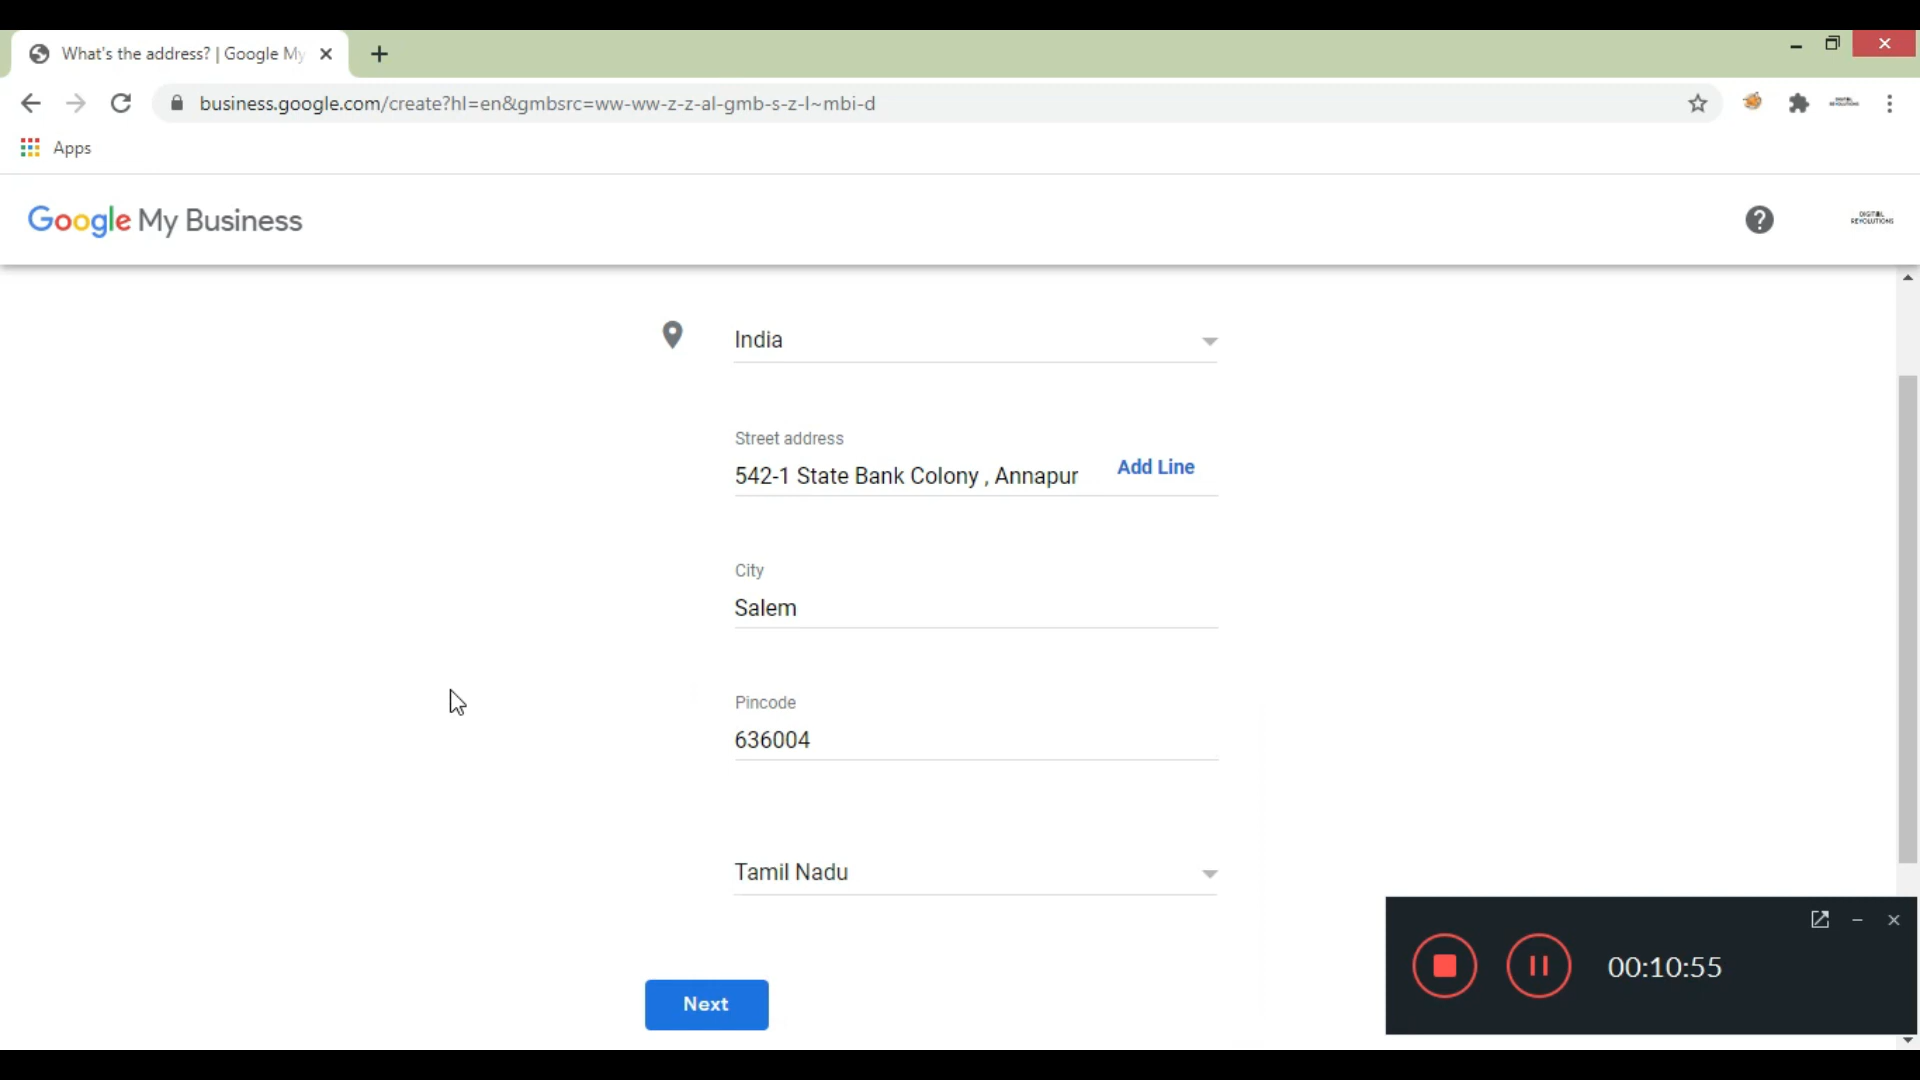 What's the address? | Google My
business.google.com/create?hl=en&gmbsrc=ww-ww-z-z-al-gmb-s-z-l~mbi-d
Apps
Google My Business
DIGITAL
REVOLUTIONS
India
Street address
542-1 State Bank Colony , Annapur
Add Line
City
Salem
Pincode
636004
Tamil Nadu
Next
00:10:55